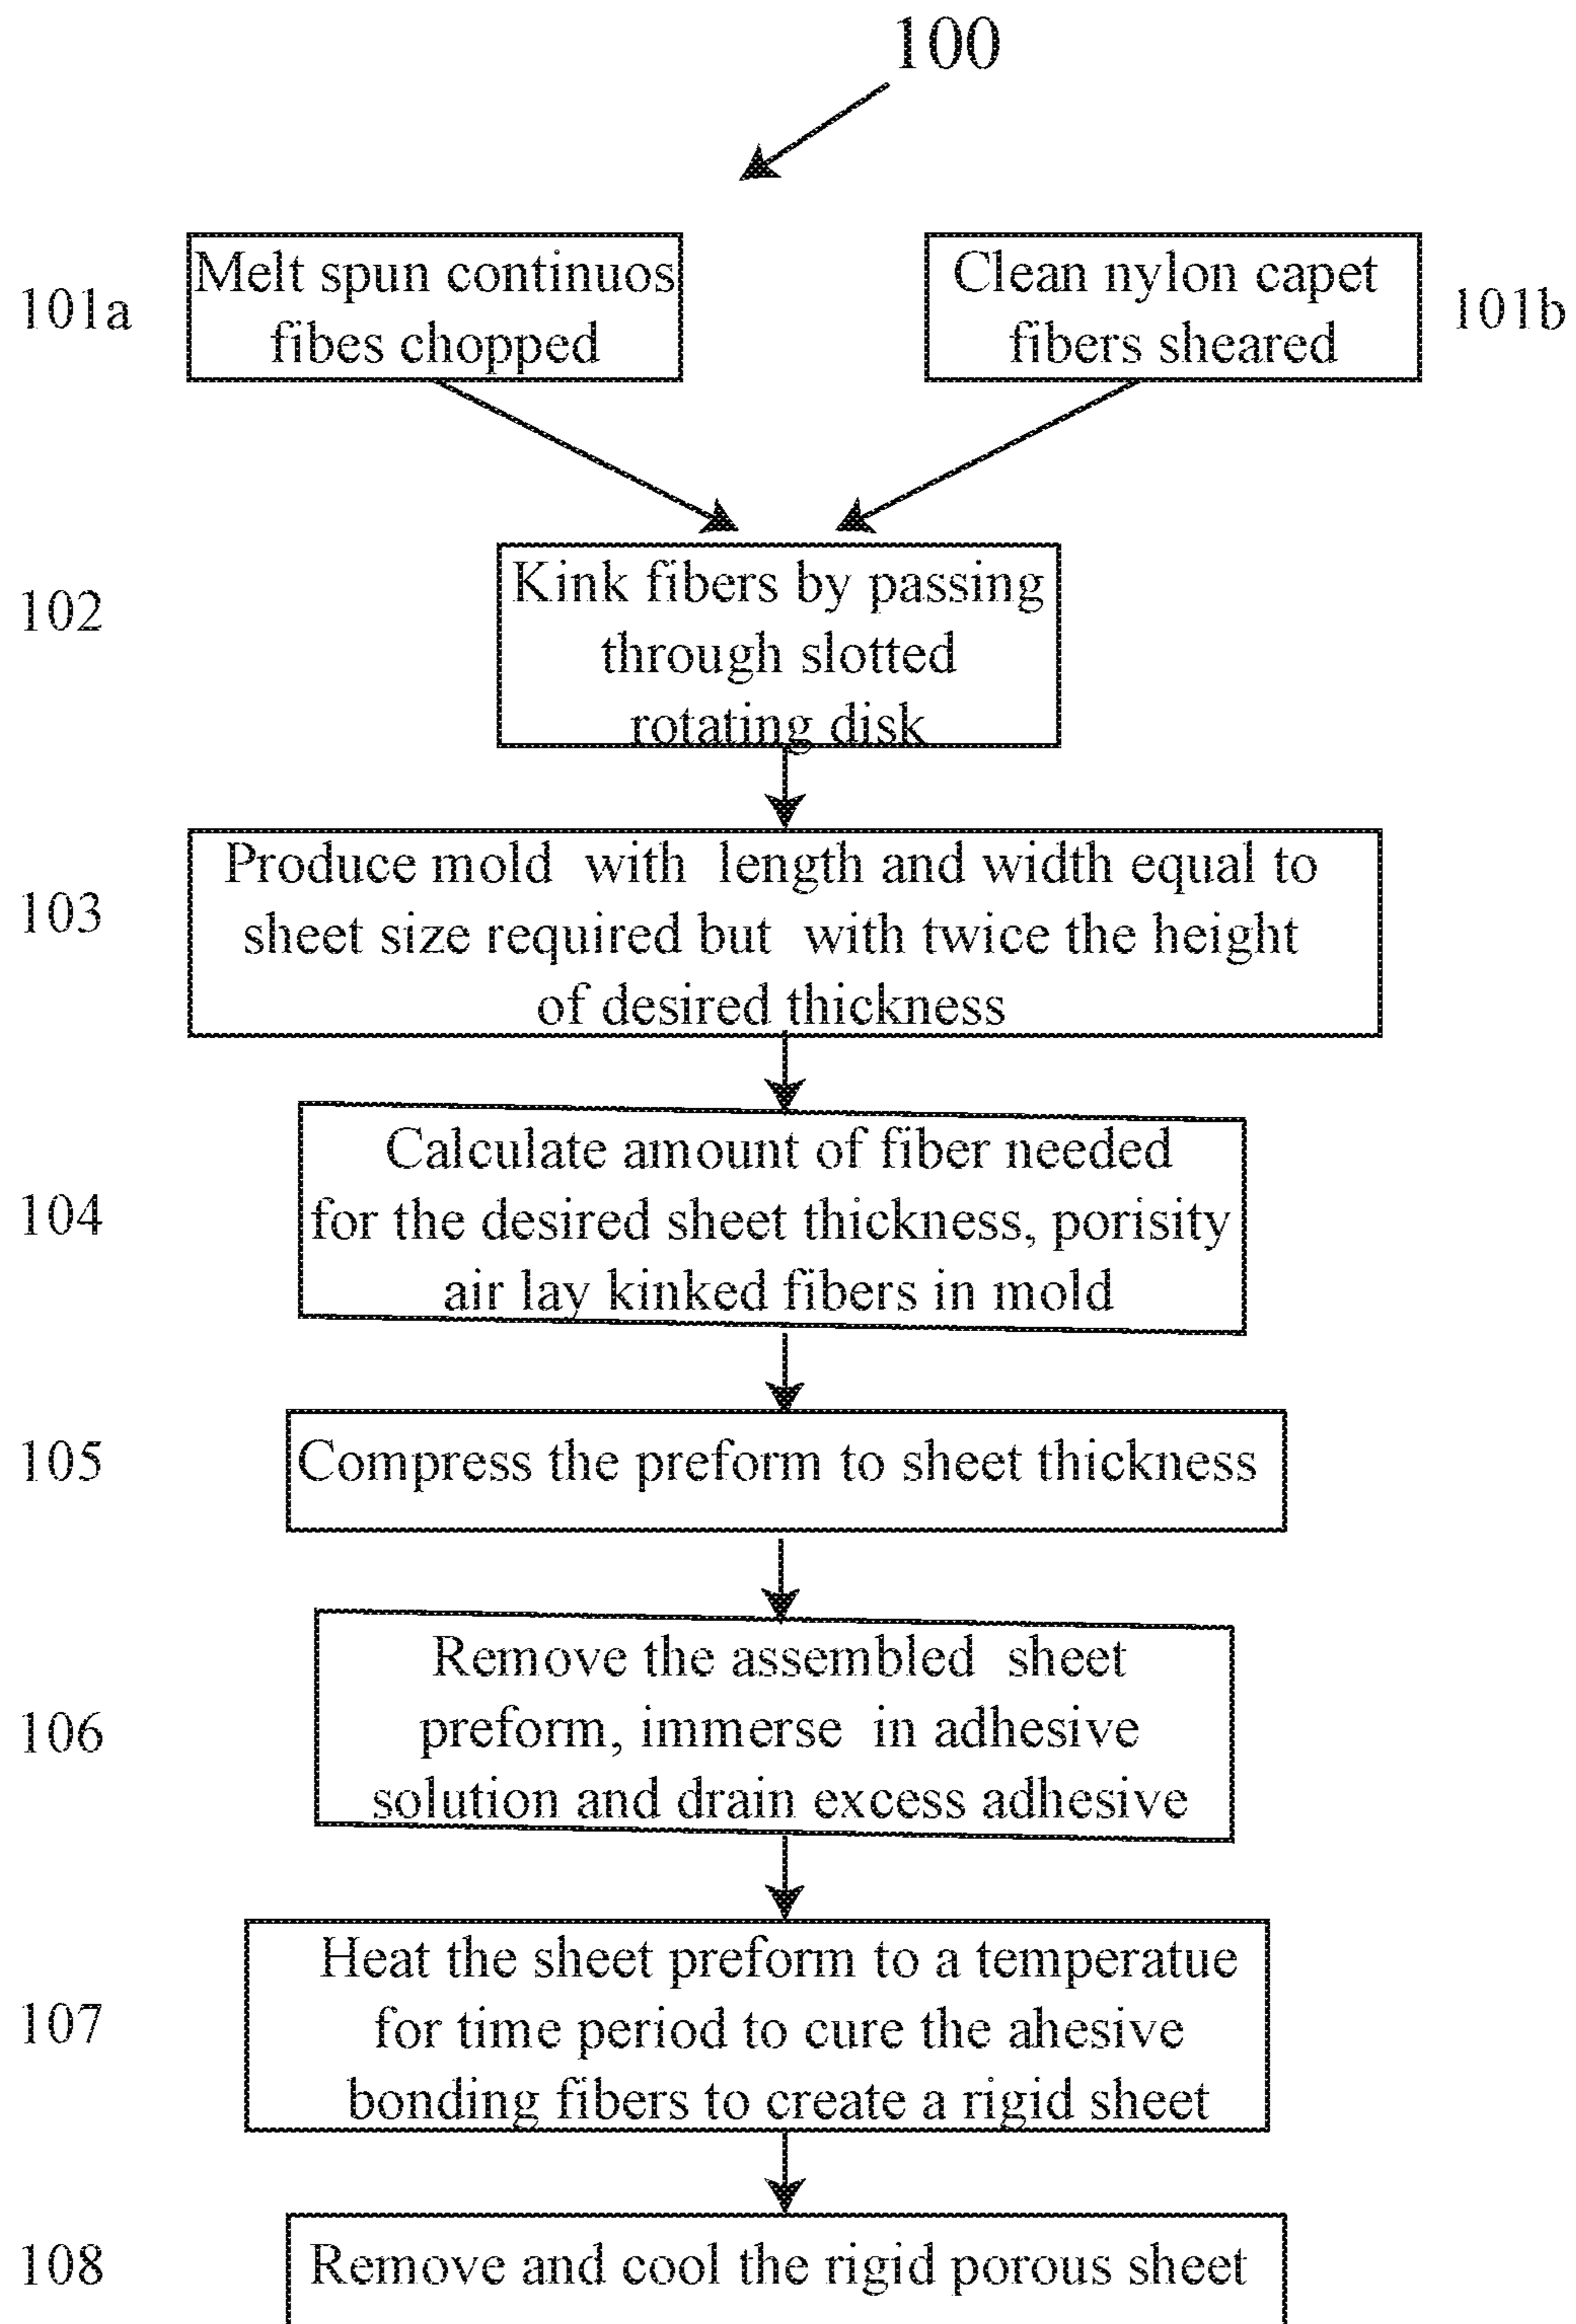 100
101a
Melt spun continuos
fibes chopped
Clean nylon capet
fibers sheared
101b
102
Kink fibers by passing
through slotted
rotating disk
103
Produce mold with length and width equal to
sheet size required but with twice the height
of desired thickness
104
Calculate amount of fiber needed
for the desired sheet thickness, porisity
air lay kinked fibers in mold
105
Compress the preform to sheet thickness
106
Remove the assembled sheet
preform, immerse in adhesive
solution and drain excess adhesive
107
Heat the sheet preform to a temperatue
for time period to cure the ahesive
bonding fibers to create a rigid sheet
108
Remove and cool the rigid porous sheet